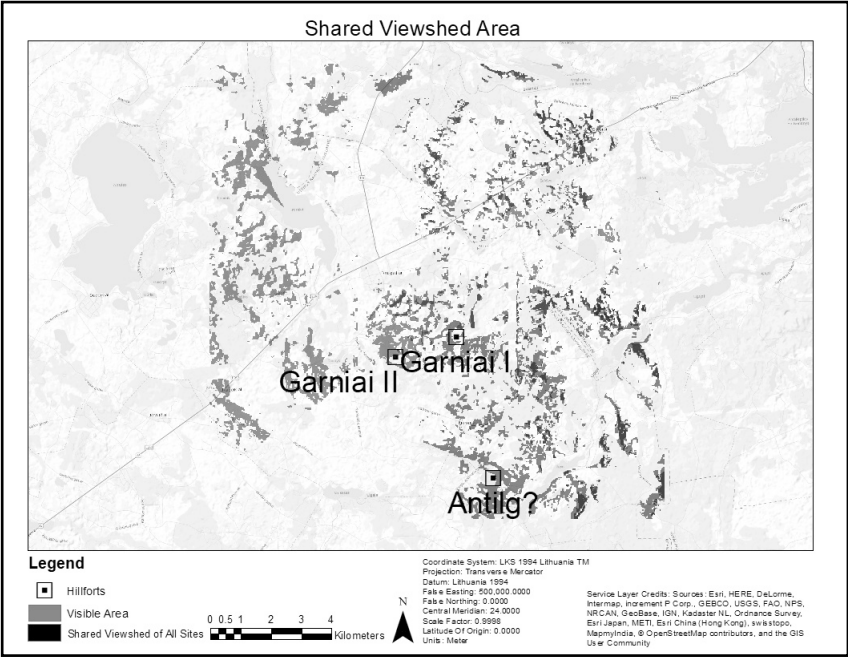 Shared Viewshed Area
Garniai I
Garniai II
Antilg?
Legend
Hillforts
Visible Area
Shared Viewshed of All Sites
0 0.5 1 2 3 4
Kilometers
N
Coordinate System: LKS 1994 Lithuania TM
Projection: Transverse Mercator
Datum: Lithuania 1994
False Easting: 500,000.0000
False Northing: 0.0000
Central Meridian: 24.0000
Scale Factor: 0.9998
Latitude Of Origin: 0.0000
Units: Meter
Service Layer Credits: Sources: Esri, HERE, DeLorme,
Intermap, increment P Corp., GEBCO, USGS, FAO, NPS,
NRCAN, GeoBase, IGN, Kadaster NL, Ordnance Survey,
Esri Japan, METI, Esri China (Hong Kong), swisstopo,
MapmyIndia, © OpenStreetMap contributors, and the GIS
User Community